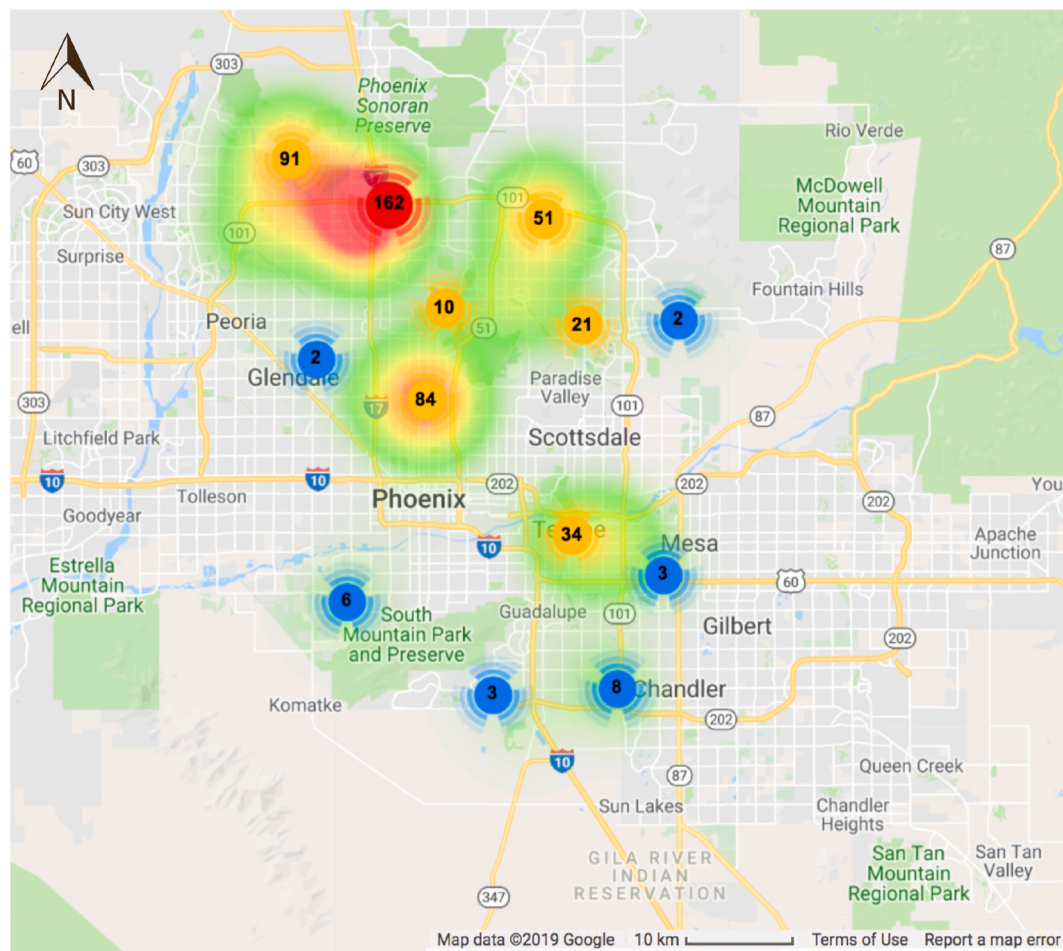 N
303
Phoenix
Sonoran
Preserve
Rio Verde
60
303
91
17
McDowell
Mountain
Regional Park
162
101
51
Sun City West
101
87
Surprise
10
51
21
2
Fountain Hills
ell
Peoria
2
Glendale
Paradise
Valley
303
84
17
101
87
Litchfield Park
Scottsdale
10
10
202
202
Tolleson
Phoenix
202
You
Goodyear
34
Tempe
10
Mesa
Apache
Junction
Estrella
Mountain
Regional Park
3
60
6
South
Mountain Park
and Preserve
Guadalupe
101
Gilbert
202
3
8
Chandler
Komatke
202
10
87
Queen Creek
Sun Lakes
Chandler
Heights
GILA RIVER
INDIAN
RESERVATION
San Tan
Mountain
Regional Park
San Tan
Valley
347
Map data ©2019 Google
10 km
Terms of Use
Report a map error